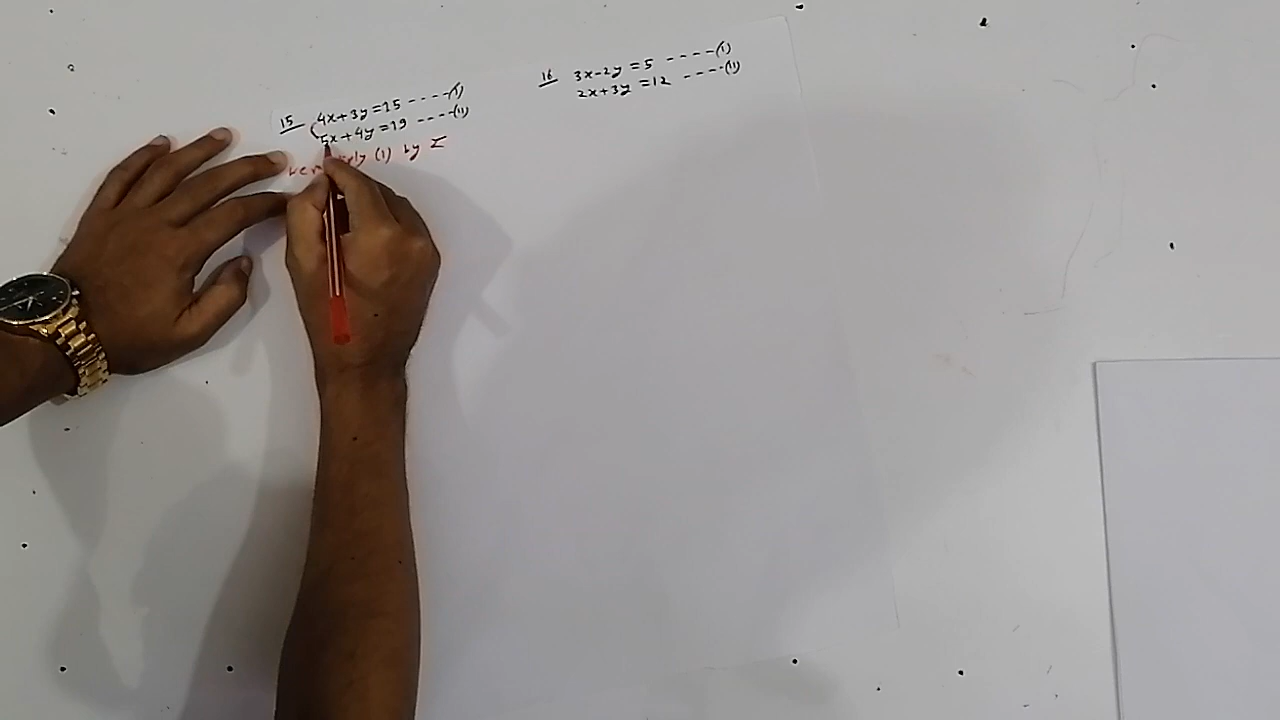 15 4x+3y=15 ----(I)
5x+4y=19 ----(II)
(I) by
16 3x-2y=5 ----(I)
2x+3y=12 ----(II)